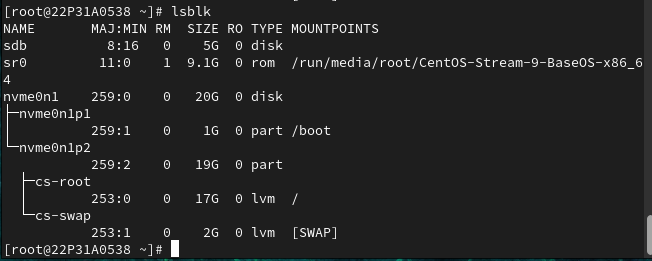 [root@22P31A0538 ~]# lsblk
NAME        MAJ:MIN RM   SIZE RO TYPE MOUNTPOINTS
sdb           8:16   0     5G  0 disk
sr0          11:0    1   9.1G  0 rom  /run/media/root/CentOS-Stream-9-BaseOS-x86_6
4
nvme0n1     259:0    0    20G  0 disk
├─nvme0n1p1
│           259:1    0     1G  0 part /boot
└─nvme0n1p2
            259:2    0    19G  0 part
  ├─cs-root
  │         253:0    0    17G  0 lvm  /
  └─cs-swap
            253:1    0     2G  0 lvm  [SWAP]
[root@22P31A0538 ~]#